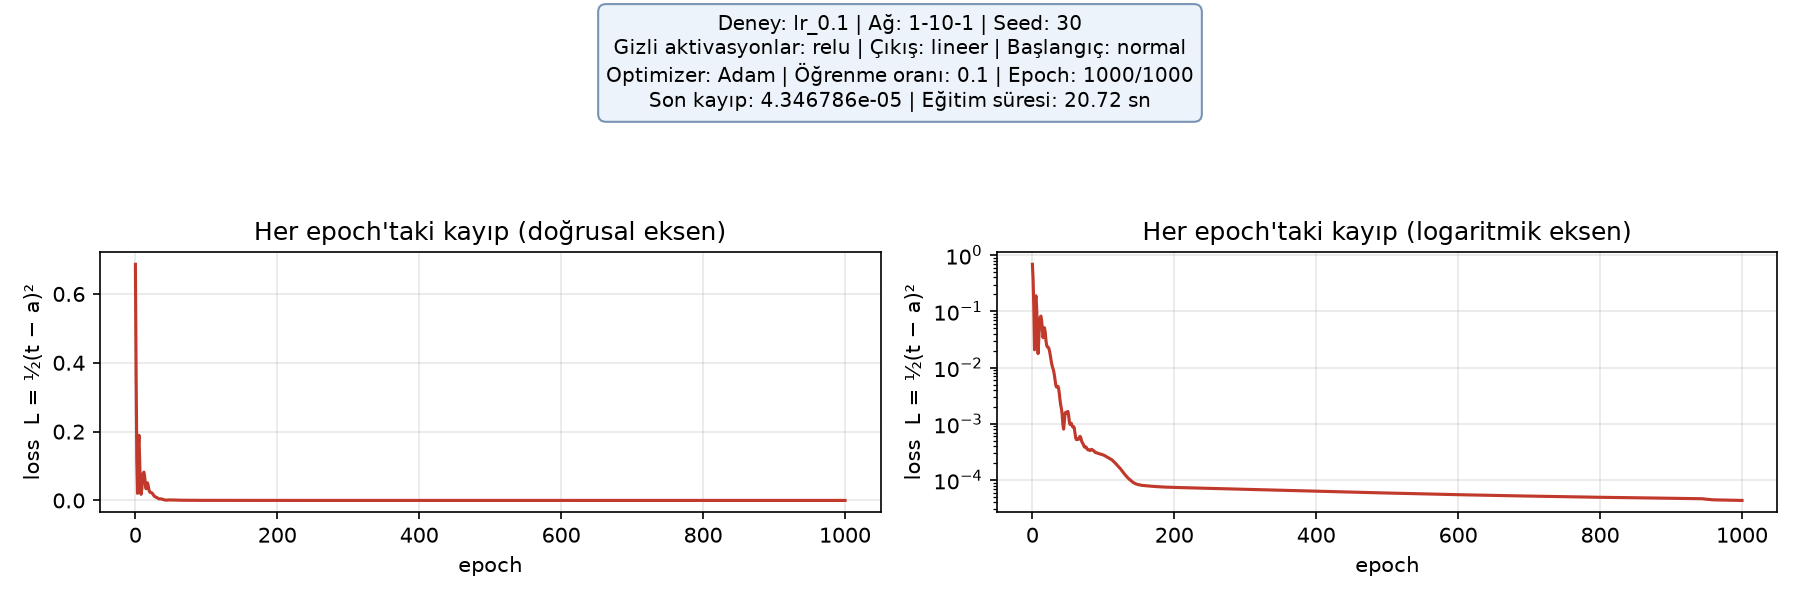 Deney: lr_0.1 | Ağ: 1-10-1 | Seed: 30
Gizli aktivasyonlar: relu | Çıkış: lineer | Başlangıç: normal
Optimizer: Adam | Öğrenme oranı: 0.1 | Epoch: 1000/1000
Son kayıp: 4.346786e-05 | Eğitim süresi: 20.72 sn
Her epoch'taki kayıp (doğrusal eksen)
loss L = ½(t − a)²
0.6
0.4
0.2
0.0
0 200 400 600 800 1000
epoch
Her epoch'taki kayıp (logaritmik eksen)
loss L = ½(t − a)²
10⁰
10⁻¹
10⁻²
10⁻³
10⁻⁴
0 200 400 600 800 1000
epoch